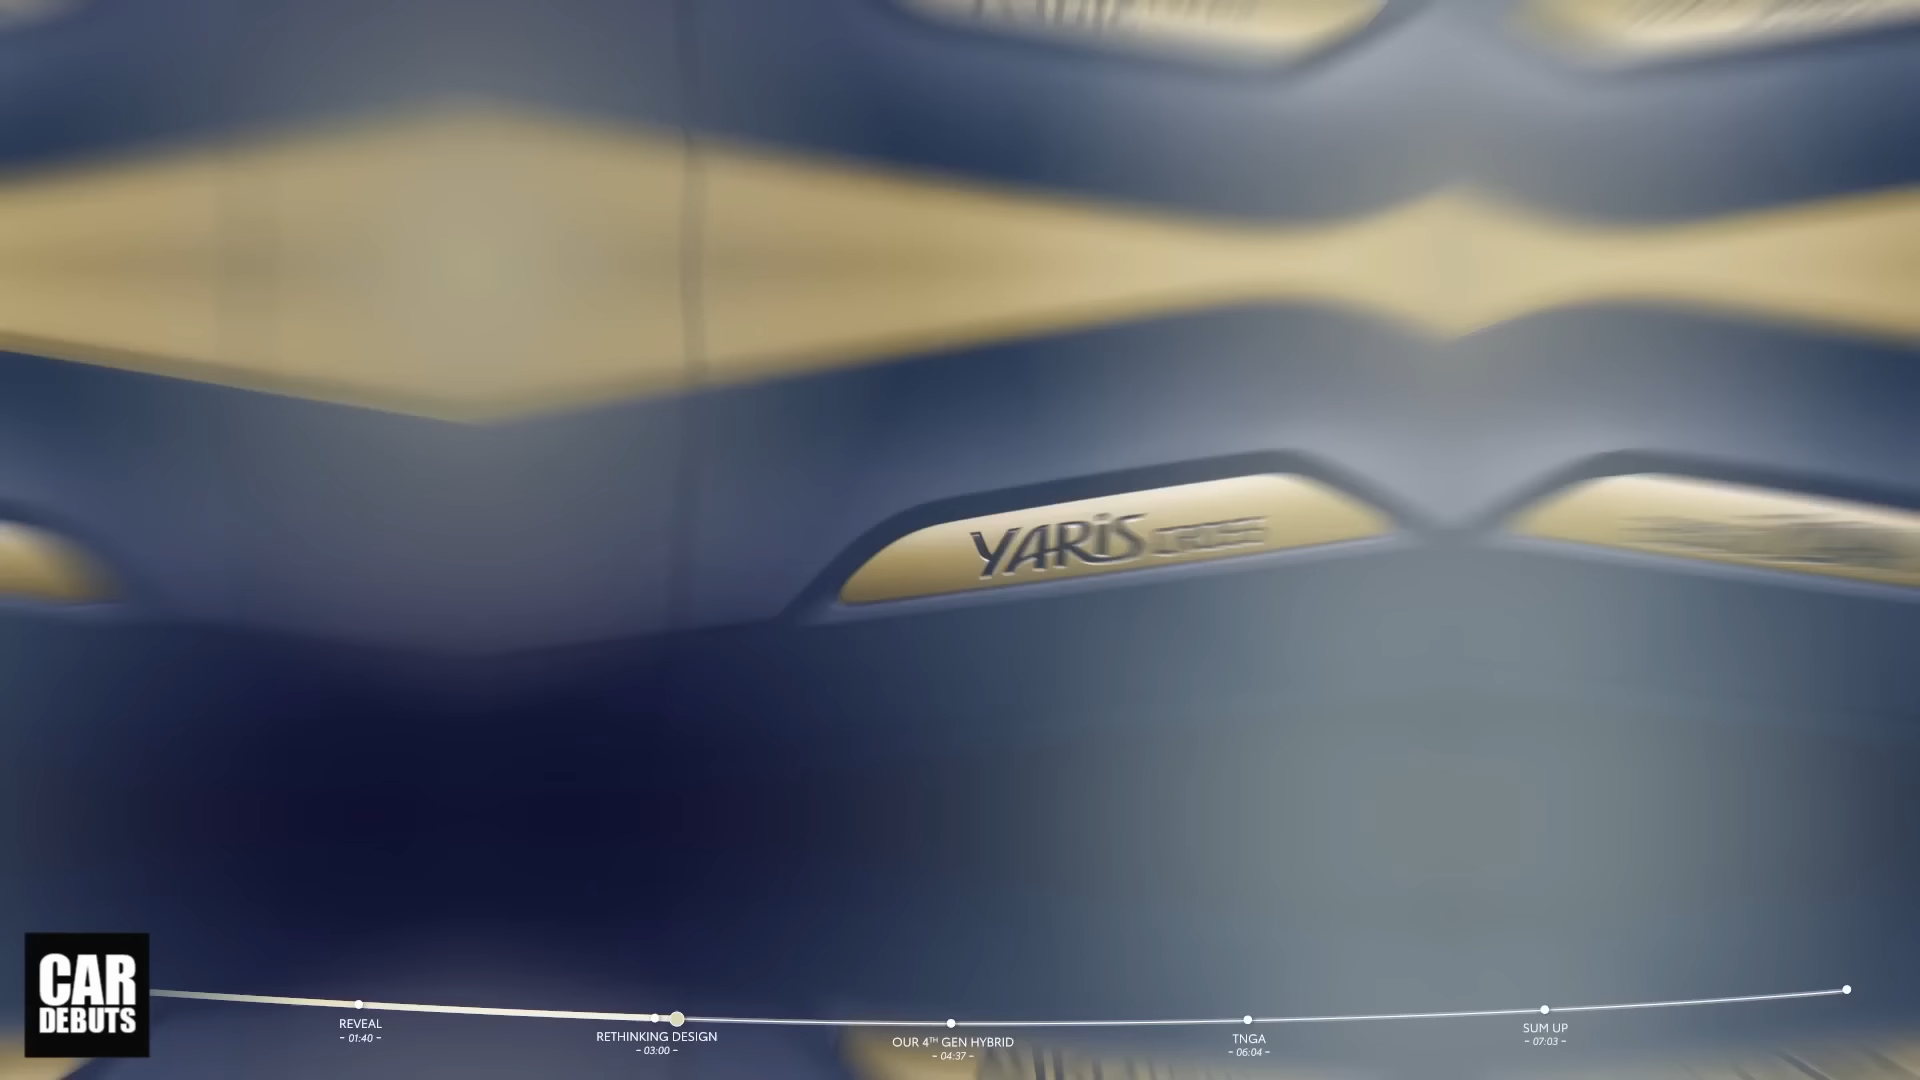 YARiS CROSS
CAR
DEBUTS
REVEAL
- 01:40 -
RETHINKING DESIGN
- 03:00 -
OUR 4TH GEN HYBRID
- 04:37 -
TNGA
- 06:04 -
SUM UP
- 07:03 -